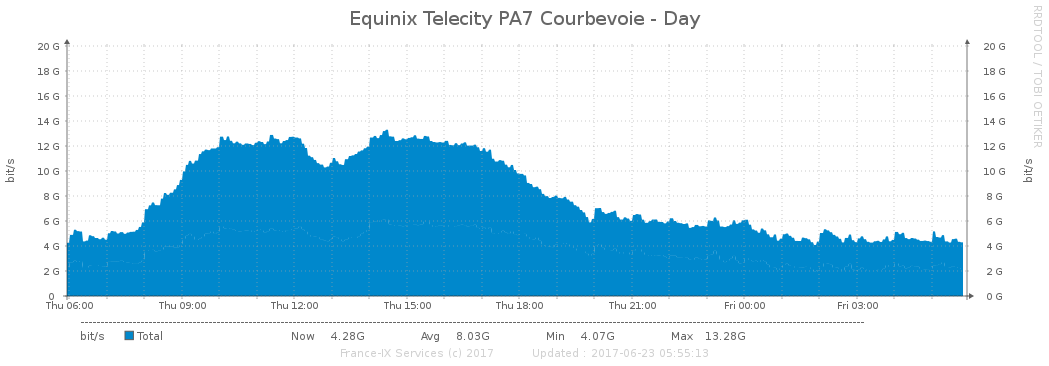 Equinix Telecity PA7 Courbevoie - Day
RRDTOOL / TOBI OETIKER
bit/s
bit/s
20 G 20 G
18 G 18 G
16 G 16 G
14 G 14 G
12 G 12 G
10 G 10 G
8 G 8 G
6 G 6 G
4 G 4 G
2 G 2 G
0 0 G
Thu 06:00 Thu 09:00 Thu 12:00 Thu 15:00 Thu 18:00 Thu 21:00 Fri 00:00 Fri 03:00
bit/s Total Now 4.28G Avg 8.03G Min 4.07G Max 13.28G
France-IX Services (c) 2017 Updated : 2017-06-23 05:55:13